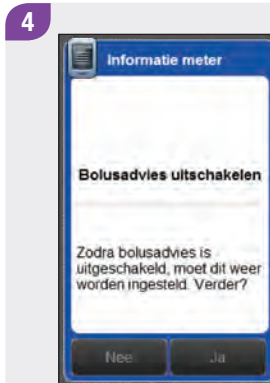 4
Informatie meter
Bolusadvies uitschakelen
Zodra bolusadvies is
uitgeschakeld, moet dit weer
worden ingesteld. Verder?
Nee
Ja